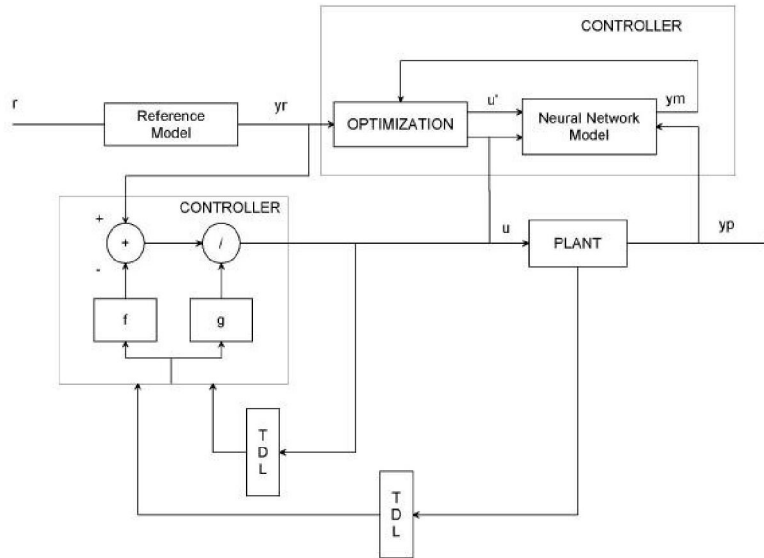 CONTROLLER
r
Reference
Model
yr
OPTIMIZATION
u'
Neural Network
Model
ym
CONTROLLER
+
+
-
/
f
g
u
PLANT
yp
T
D
L
T
D
L